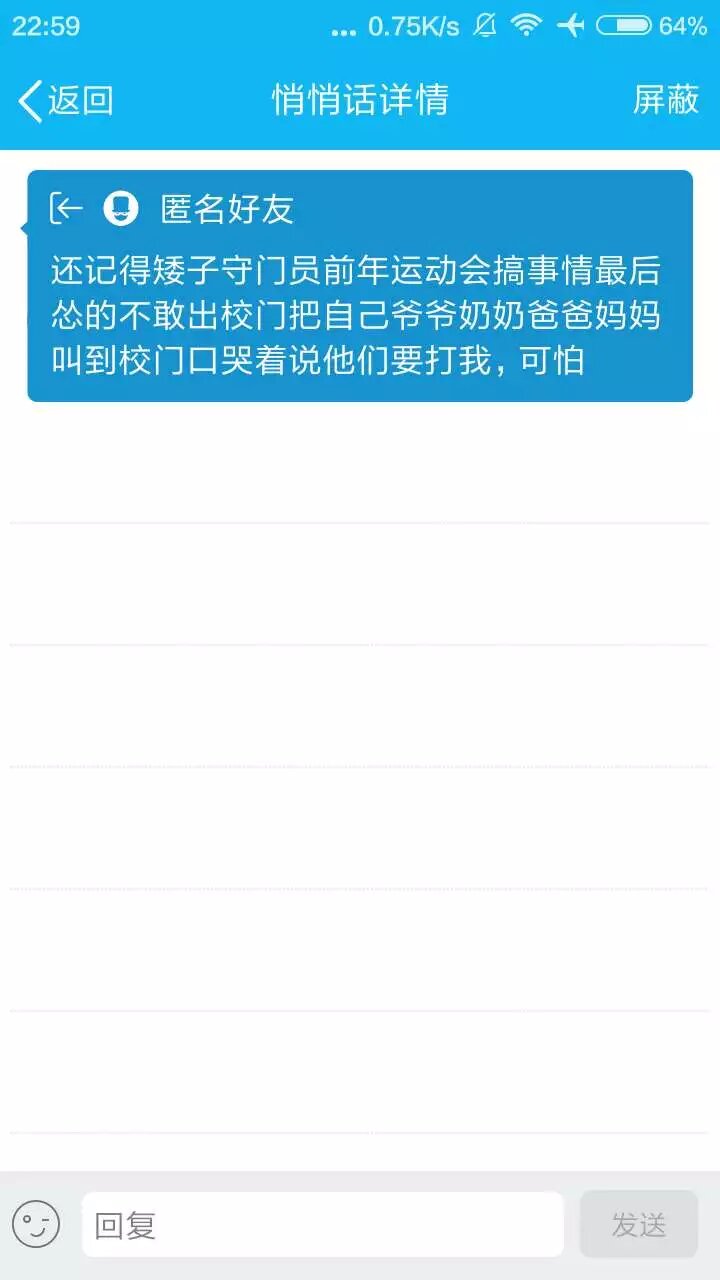 22:59 ... 0.75K/s 64%
返回 悄悄话详情 屏蔽
匿名好友
还记得矮子守门员前年运动会搞事情最后
怂的不敢出校门把自己爷爷奶奶爸爸妈妈
叫到校门口哭着说他们要打我，可怕
回复 发送